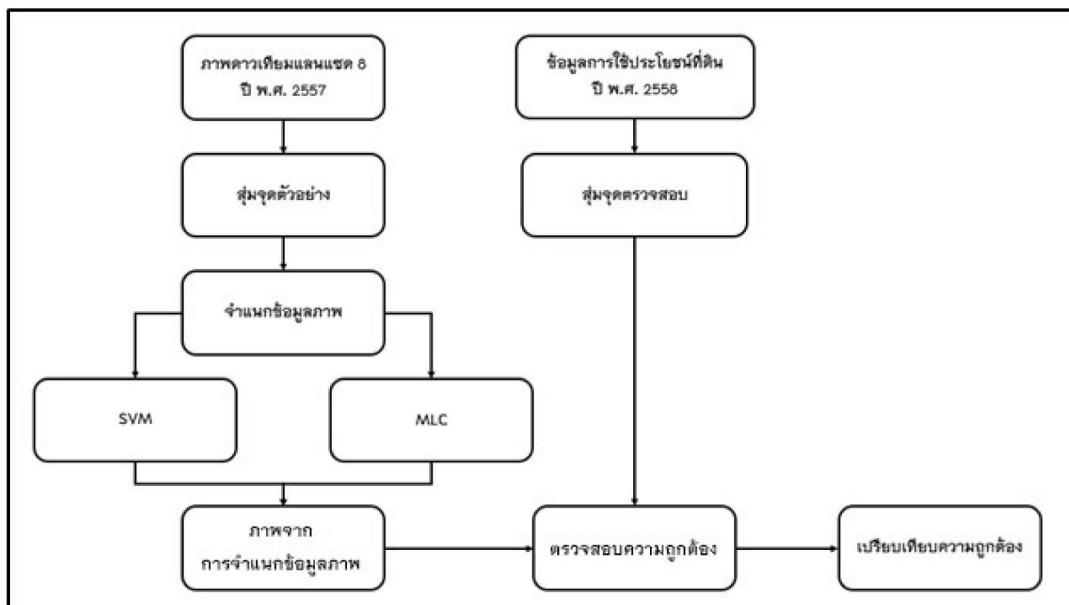 ภาพดาวเทียมแลนแซด 8
ปี พ.ศ. 2557
ข้อมูลการใช้ประโยชน์ที่ดิน
ปี พ.ศ. 2558
สุ่มจุดตัวอย่าง
สุ่มจุดตรวจสอบ
จำแนกข้อมูลภาพ
SVM
MLC
ภาพจาก
การจำแนกข้อมูลภาพ
ตรวจสอบความถูกต้อง
เปรียบเทียบความถูกต้อง